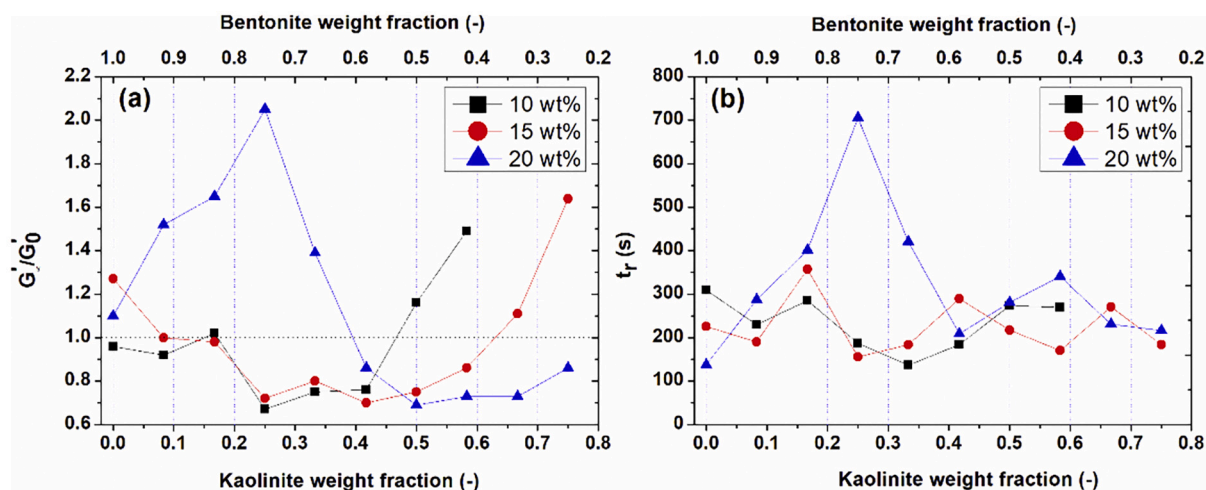 Bentonite weight fraction (-)
1.0 0.9 0.8 0.7 0.6 0.5 0.4 0.3 0.2
2.2
2.0
1.8
1.6
1.4
1.2
1.0
0.8
0.6
(a)
10 wt%
15 wt%
20 wt%
0.0 0.1 0.2 0.3 0.4 0.5 0.6 0.7 0.8
Kaolinite weight fraction (-)
Bentonite weight fraction (-)
1.0 0.9 0.8 0.7 0.6 0.5 0.4 0.3 0.2
tr (s)
800
700
600
500
400
300
200
100
0
(b)
10 wt%
15 wt%
20 wt%
0.0 0.1 0.2 0.3 0.4 0.5 0.6 0.7 0.8
Kaolinite weight fraction (-)